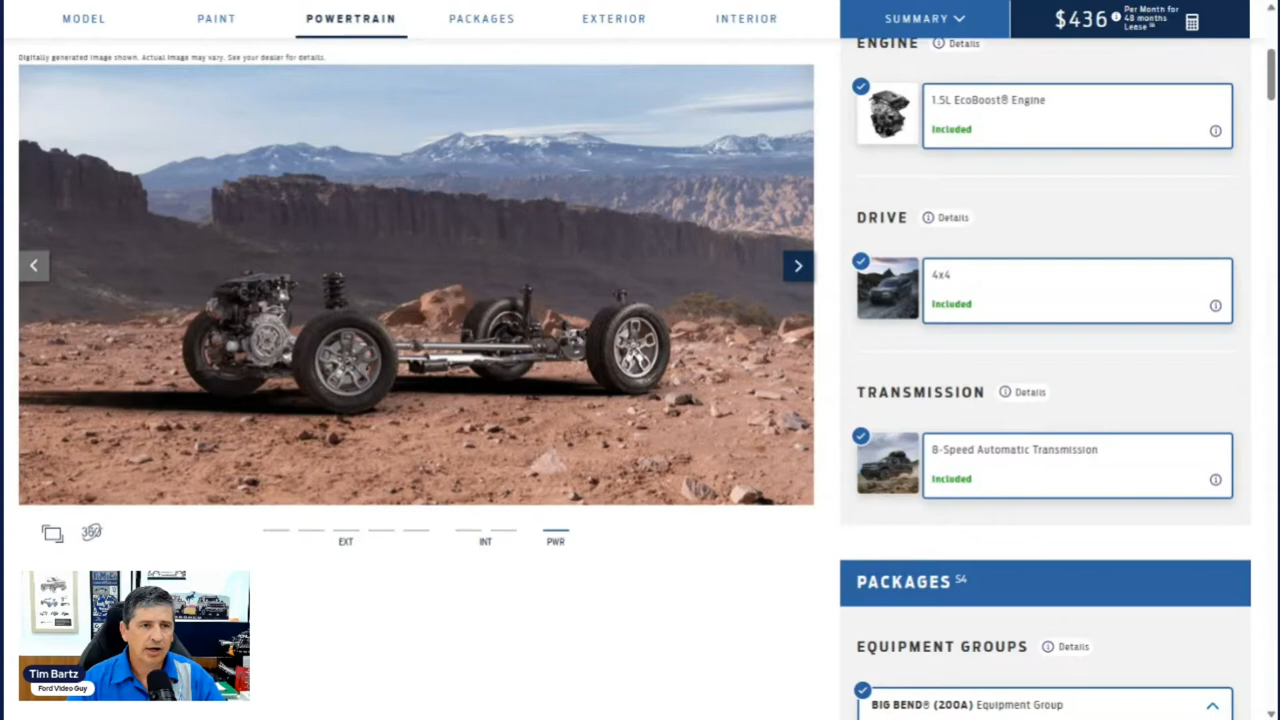 MODEL
PAINT
POWERTRAIN
PACKAGES
EXTERIOR
INTERIOR
SUMMARY
$436
Per Month for
48 months
Lease
Digitally generated image shown. Actual image may vary. See your dealer for details.
ENGINE Details
1.5L EcoBoost® Engine
Included
DRIVE Details
4x4
Included
TRANSMISSION Details
8-Speed Automatic Transmission
Included
360
EXT
INT
PWR
PACKAGES S4
EQUIPMENT GROUPS Details
BIG BEND® (200A) Equipment Group
Tim Bartz
Ford Video Guy